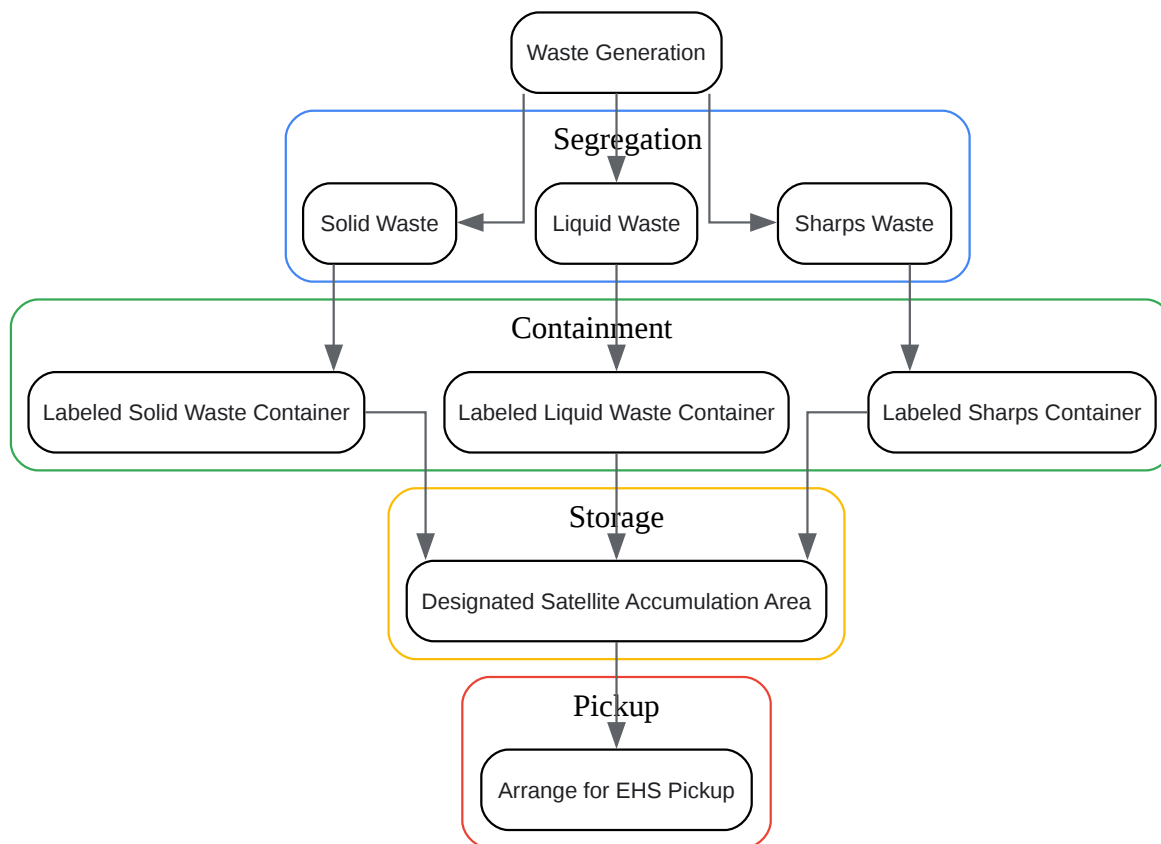 Waste Generation
Segregation
Solid Waste
Liquid Waste
Sharps Waste
Containment
Labeled Solid Waste Container
Labeled Liquid Waste Container
Labeled Sharps Container
Storage
Designated Satellite Accumulation Area
Pickup
Arrange for EHS Pickup